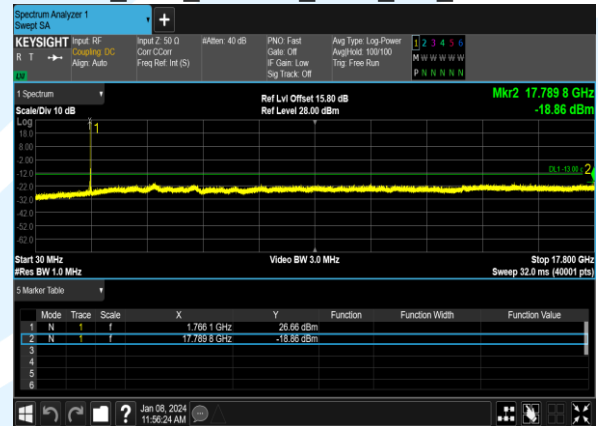 Spectrum Analyzer 1
Swept SA
+
KEYSIGHT Input: RF Input Z: 50 Ω #Atten: 40 dB PNO: Fast Avg Type: Log-Power 1 2 3 4 5 6
R T Coupling: DC Corr CCorr Gate: Off Avg|Hold: 100/100 M W W W W W
Align: Auto Freq Ref: Int (S) IF Gain: Low Trig: Free Run
LW Sig Track: Off P N N N N N
1 Spectrum Ref Lvl Offset 15.80 dB Mkr2 17.789 8 GHz
Scale/Div 10 dB Ref Level 28.00 dBm -18.86 dBm
Log
18.0 1
8.00
-2.00
-12.0 DL1 -13.00 2
-22.0
-32.0
-42.0
-52.0
-62.0
Start 30 MHz Video BW 3.0 MHz Stop 17.800 GHz
#Res BW 1.0 MHz Sweep 32.0 ms (40001 pts)
5 Marker Table
Mode Trace Scale X Y Function Function Width Function Value
1 N 1 f 1.766 1 GHz 26.66 dBm
2 N 1 f 17.789 8 GHz -18.86 dBm
3
4
5
6
? Jan 08, 2024
11:56:24 AM